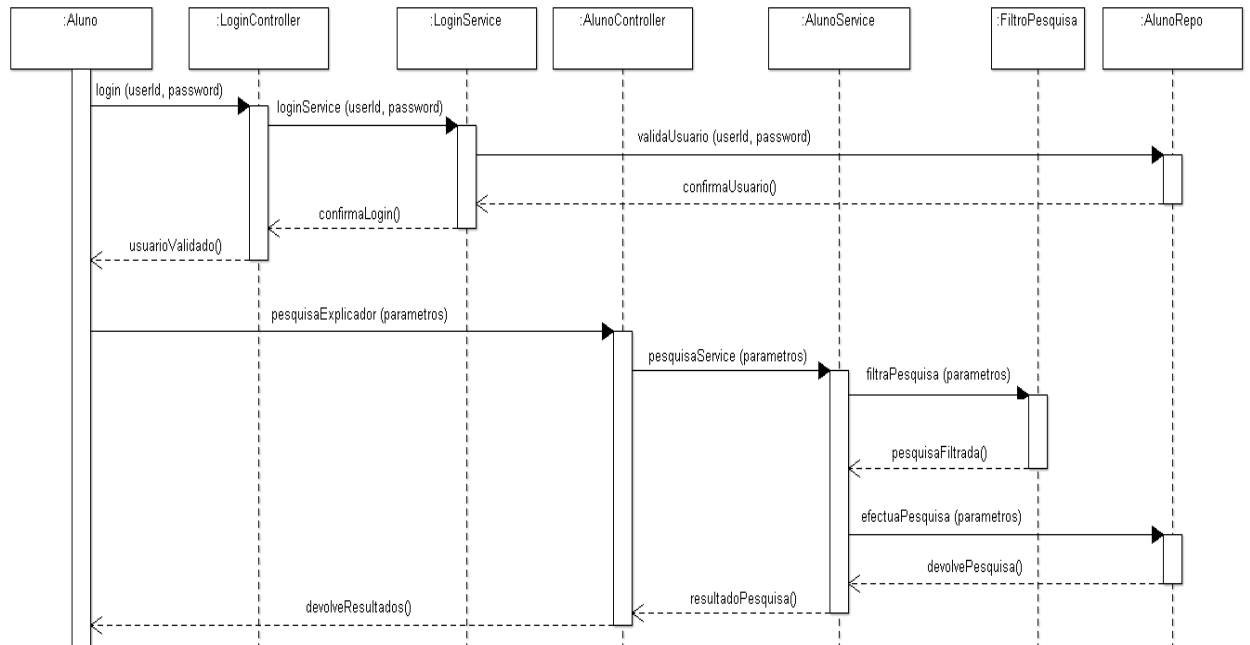 :Aluno
:LoginController
:LoginService
:AlunoController
:AlunoService
:FiltroPesquisa
:AlunoRepo
login (userId, password)
loginService (userId, password)
validaUsuario (userId, password)
confirmaUsuario()
confirmaLogin()
usuarioValidado()
pesquisaExplicador (parametros)
pesquisaService (parametros)
filtraPesquisa (parametros)
pesquisaFiltrada()
efectuaPesquisa (parametros)
devolvePesquisa()
resultadoPesquisa()
devolveResultados()